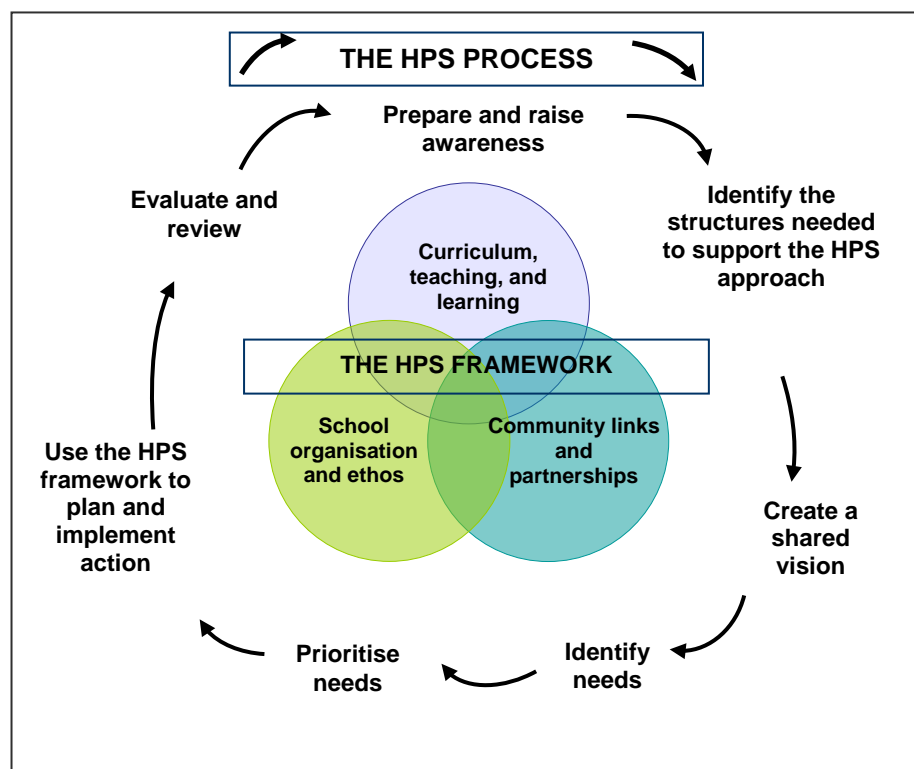 THE HPS PROCESS
Prepare and raise
awareness
Identify the
structures needed
to support the HPS
approach
Create a
shared
vision
Identify
needs
Prioritise
needs
Use the HPS
framework to
plan and
implement
action
Evaluate and
review
Curriculum,
teaching, and
learning
THE HPS FRAMEWORK
School
organisation
and ethos
Community links
and
partnerships